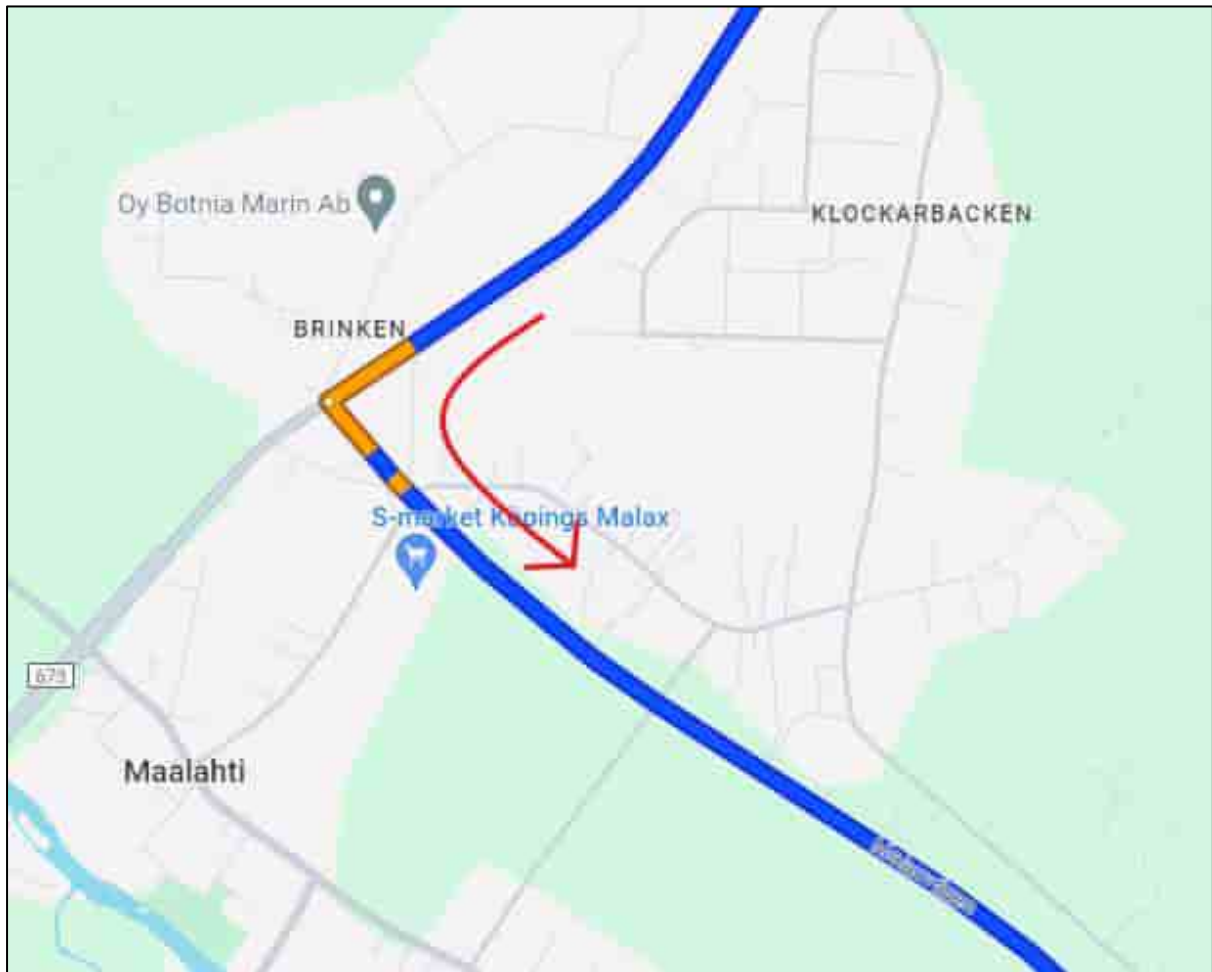 Oy Botnia Marin Ab
KLOCKARBACKEN
BRINKEN
S-market Köpings Malax
673
Maalahti